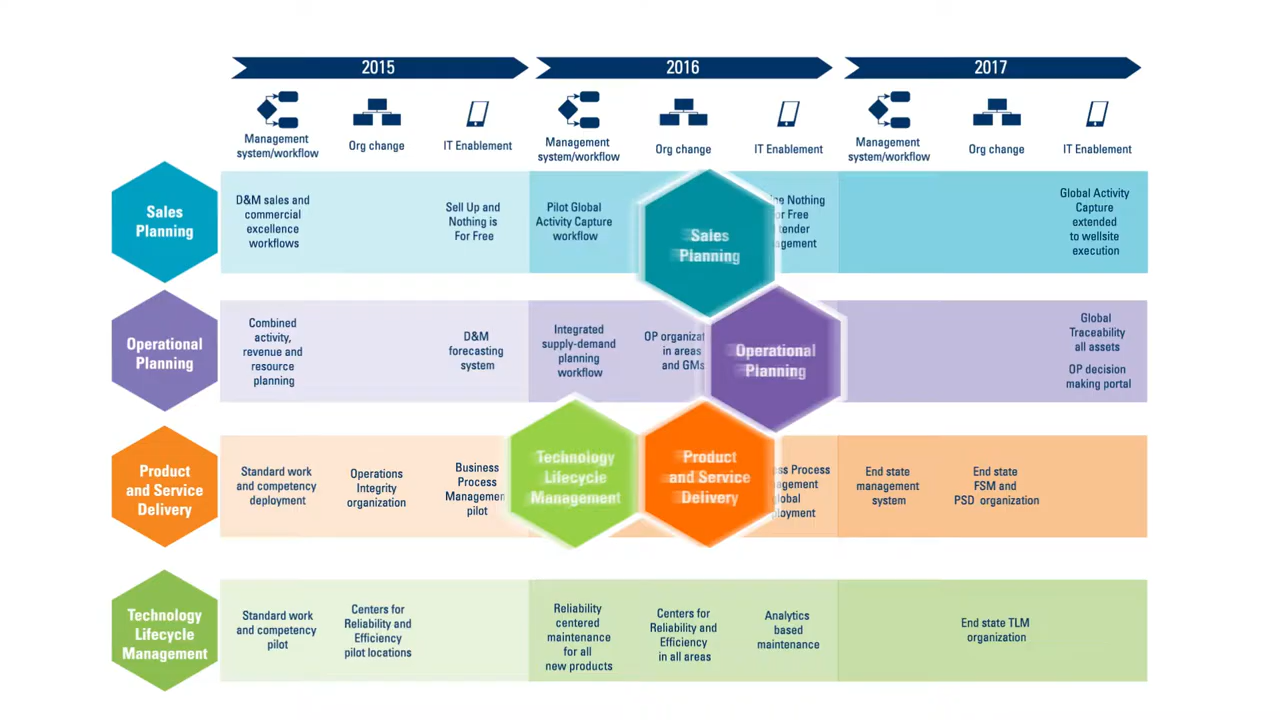 2015
2016
2017
Management
system/workflow
Org change
IT Enablement
Management
system/workflow
Org change
IT Enablement
Management
system/workflow
Org change
IT Enablement
Sales
Planning
D&M sales and
commercial
excellence
workflows
Sell Up and
Nothing is
For Free
Pilot Global
Activity Capture
workflow
Sales
Planning
Nothing
For Free
Global Activity
Capture
extended
to wellsite
execution
Operational
Planning
Combined
activity,
revenue and
resource
planning
D&M
forecasting
system
Integrated
supply-demand
planning
workflow
OP organizat
in areas
and GMs
Operational
Planning
Global
Traceability
all assets
OP decision
making portal
Product
and Service
Delivery
Standard work
and competency
deployment
Operations
Integrity
organization
Business
Process
Managemen
pilot
Technology
Lifecycle
Management
Product
and Service
Delivery
Process
End state
management
system
End state
FSM and
PSD organization
Technology
Lifecycle
Management
Standard work
and competency
pilot
Centers for
Reliability and
Efficiency
pilot locations
Reliability
centered
maintenance
for all
new products
Centers for
Reliability and
Efficiency
in all areas
Analytics
based
maintenance
End state TLM
organization